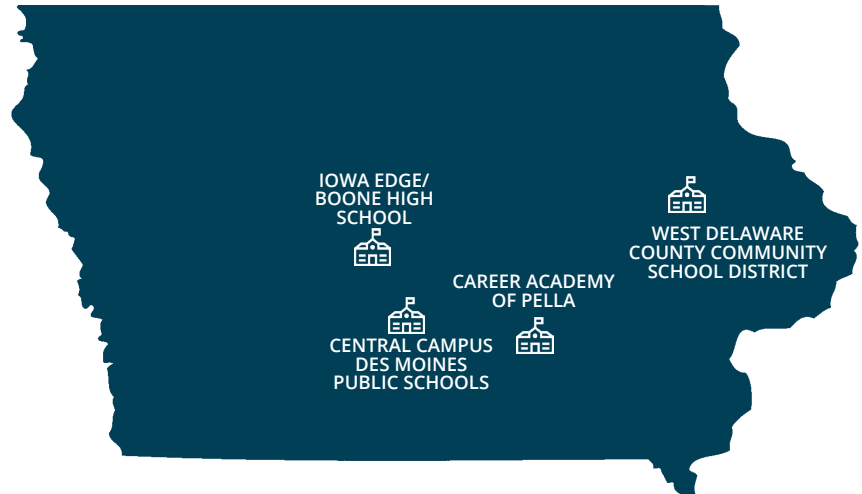 IOWA EDGE/
BOONE HIGH
SCHOOL
WEST DELAWARE
COUNTY COMMUNITY
SCHOOL DISTRICT
CAREER ACADEMY
OF PELLA
CENTRAL CAMPUS
DES MOINES
PUBLIC SCHOOLS